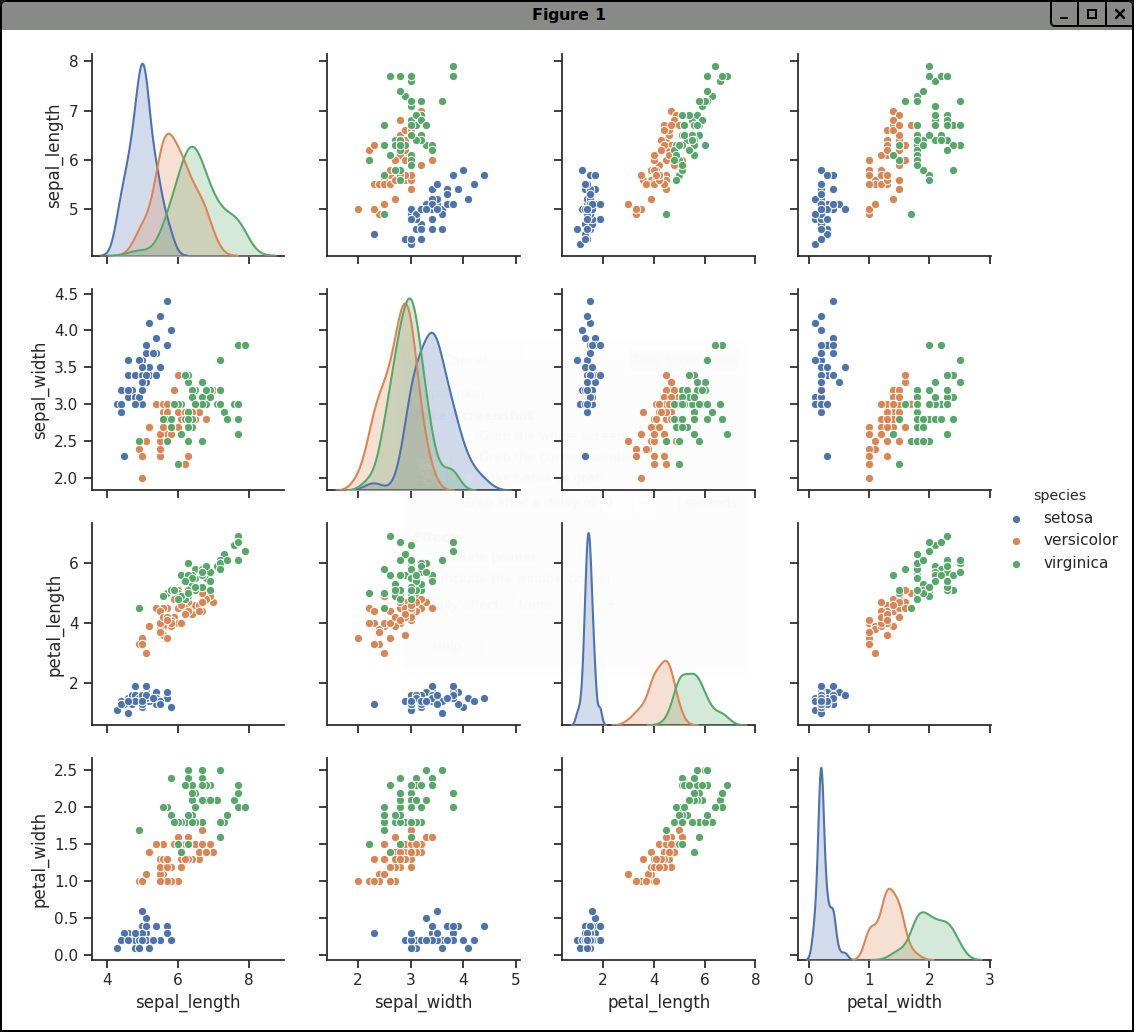 Figure 1
8
7
6
5
sepal_length
4.5
4.0
3.5
3.0
2.5
2.0
sepal_width
species
setosa
versicolor
virginica
6
4
2
petal_length
2.5
2.0
1.5
1.0
0.5
0.0
petal_width
4 6 8
2 3 4 5
2 4 6 8
0 1 2 3
sepal_length sepal_width petal_length petal_width